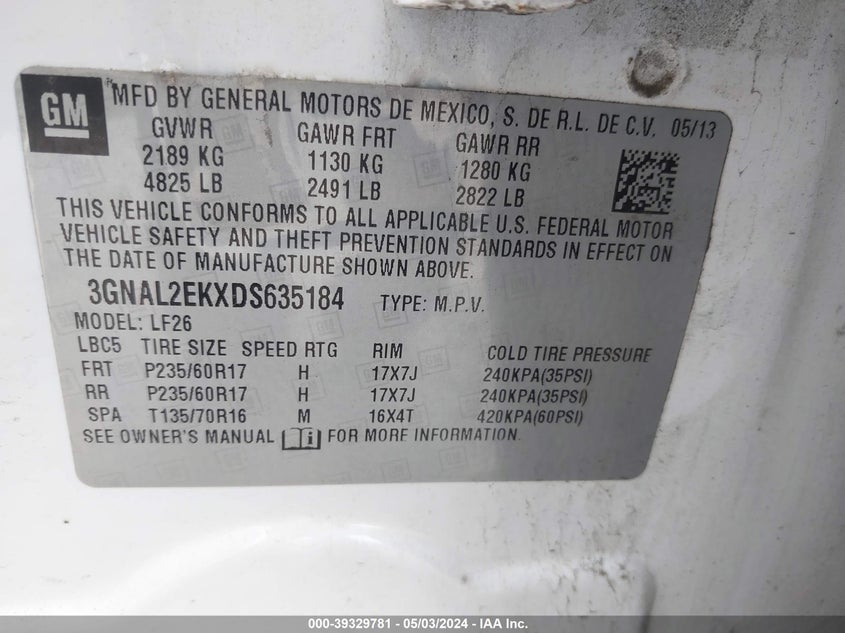 GM
MFD BY GENERAL MOTORS DE MEXICO, S. DE R.L. DE C.V. 05/13
GVWR GAWR FRT GAWR RR
2189 KG 1130 KG 1280 KG
4825 LB 2491 LB 2822 LB
THIS VEHICLE CONFORMS TO ALL APPLICABLE U.S. FEDERAL MOTOR
VEHICLE SAFETY AND THEFT PREVENTION STANDARDS IN EFFECT ON
THE DATE OF MANUFACTURE SHOWN ABOVE.
3GNAL2EKXDS635184 TYPE: M.P.V.
MODEL: LF26
LBC5 TIRE SIZE SPEED RTG RIM COLD TIRE PRESSURE
FRT P235/60R17 H 17X7J 240KPA(35PSI)
RR P235/60R17 H 17X7J 240KPA(35PSI)
SPA T135/70R16 M 16X4T 420KPA(60PSI)
SEE OWNER'S MANUAL i FOR MORE INFORMATION.
000-39329781 / 05/03/2024 - IAA Inc.